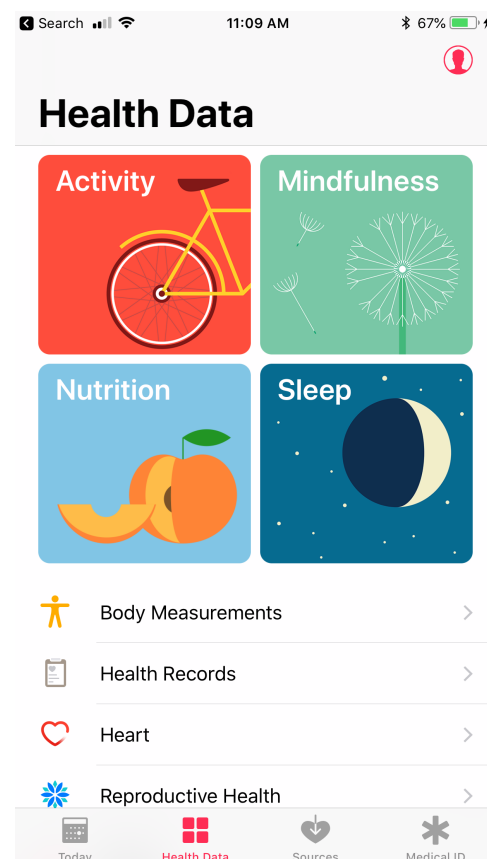 Search 11:09 AM 67%
Health Data
Activity Mindfulness
Nutrition Sleep
Body Measurements
Health Records
Heart
Reproductive Health
Today Health Data Sources Medical ID